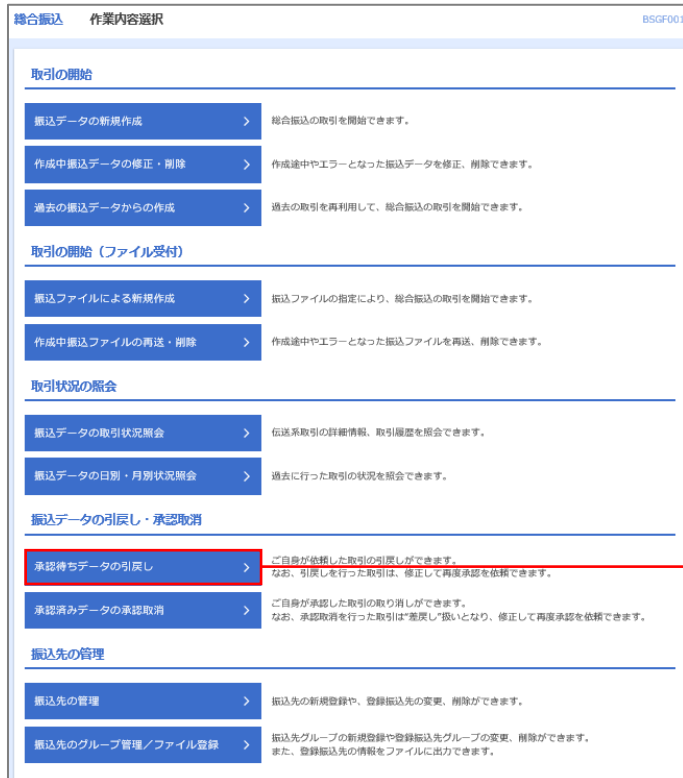 総合振込 作業内容選択 BSGF001
取引の開始
振込データの新規作成 総合振込の取引を開始できます。
作成中振込データの修正・削除 作成途中やエラーとなった振込データを修正、削除できます。
過去の振込データからの作成 過去の取引を再利用して、総合振込の取引を開始できます。
取引の開始（ファイル受付）
振込ファイルによる新規作成 振込ファイルの指定により、総合振込の取引を開始できます。
作成中振込ファイルの再送・削除 作成途中やエラーとなった振込ファイルを再送、削除できます。
取引状況の照会
振込データの取引状況照会 伝送系取引の詳細情報、取引履歴を照会できます。
振込データの日別・月別状況照会 過去に行った取引の状況を照会できます。
振込データの引戻し・承認取消
承認待ちデータの引戻し ご自身が依頼した取引の引戻しができます。
なお、引戻しを行った取引は、修正して再度承認を依頼できます。
承認済みデータの承認取消 ご自身が承認した取引の取り消しができます。
なお、承認取消を行った取引は“差戻し”扱いとなり、修正して再度承認を依頼できます。
振込先の管理
振込先の管理 振込先の新規登録や、登録振込先の変更、削除ができます。
振込先のグループ管理／ファイル登録 振込先グループの新規登録や登録振込先グループの変更、削除ができます。
また、登録振込先の情報をファイルに出力できます。